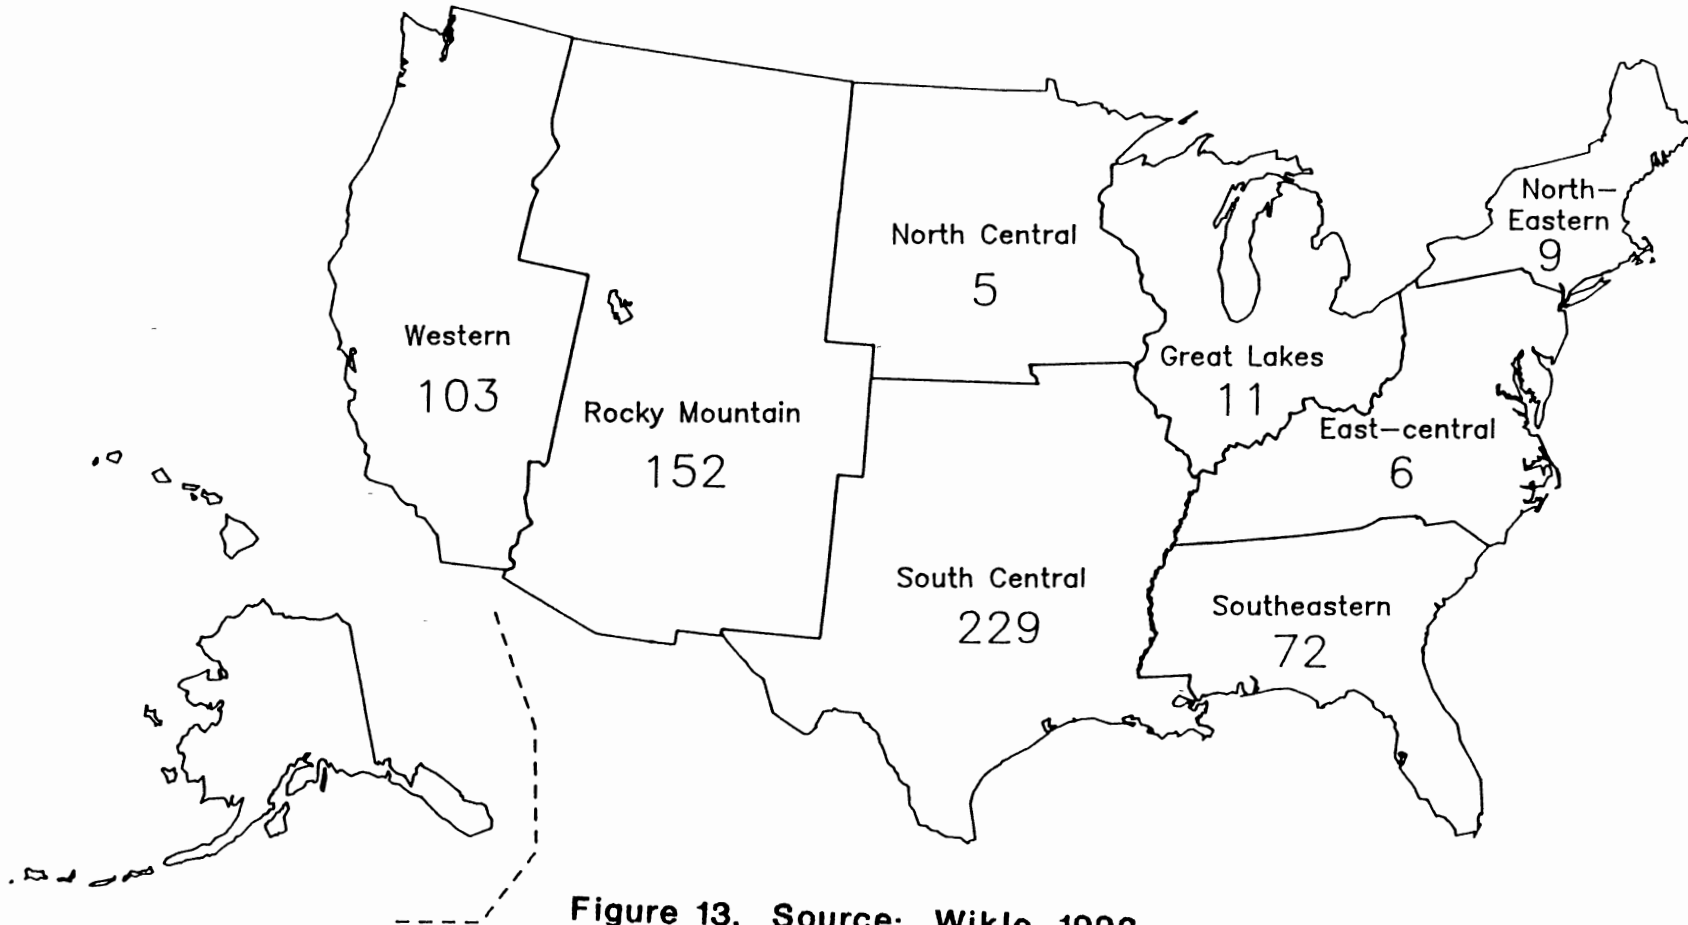 North-
Eastern
9
North Central
5
Western
103
Great Lakes
11
Rocky Mountain
152
East-central
6
South Central
229
Southeastern
72
Figure 13. Source: